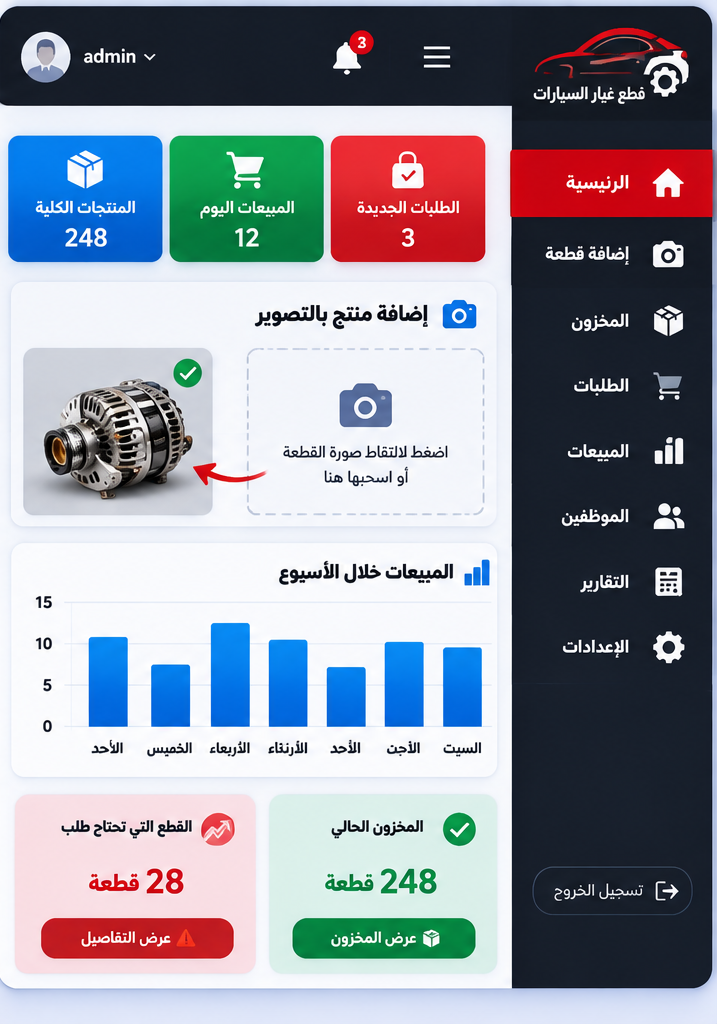 admin
3
قطع غيار السيارات
الرئيسية
إضافة قطعة
المخزون
الطلبات
المبيعات
الموظفين
التقارير
الإعدادات
تسجيل الخروج
الطلبات الجديدة
3
المبيعات اليوم
12
المنتجات الكلية
248
إضافة منتج بالتصوير
اضغط لالتقاط صورة القطعة
أو اسحبها هنا
المبيعات خلال الأسبوع
15
10
5
0
السيت الأجن الأحد الأرنناء الأربعاء الخميس الأحد
المخزون الحالي
248 قطعة
عرض المخزون
القطع التي تحتاج طلب
28 قطعة
عرض التفاصيل